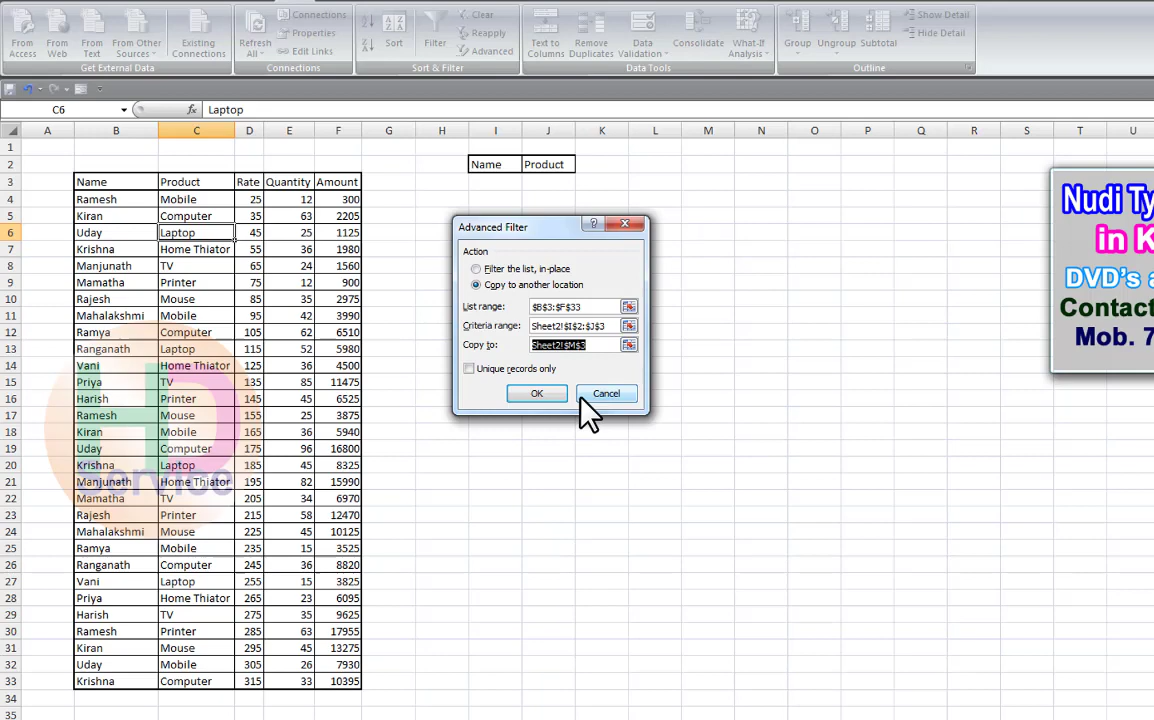 From Access
From Web
From Text
From Other Sources
Existing Connections
Get External Data
Refresh All
Connections
Properties
Edit Links
Connections
Sort
Filter
Clear
Reapply
Advanced
Sort & Filter
Text to Columns
Remove Duplicates
Data Validation
Consolidate
What-If Analysis
Data Tools
Group
Ungroup
Subtotal
Show Detail
Hide Detail
Outline
C6 fx Laptop
A B C D E F G H I J K L M N O P Q R S T U
1
2 Name Product
3 Name Product Rate Quantity Amount
4 Ramesh Mobile 25 12 300
5 Kiran Computer 35 63 2205
6 Uday Laptop 45 25 1125
7 Krishna Home Thiator 55 36 1980
8 Manjunath TV 65 24 1560
9 Mamatha Printer 75 12 900
10 Rajesh Mouse 85 35 2975
11 Mahalakshmi Mobile 95 42 3990
12 Ramya Computer 105 62 6510
13 Ranganath Laptop 115 52 5980
14 Vani Home Thiator 125 36 4500
15 Priya TV 135 85 11475
16 Harish Printer 145 45 6525
17 Ramesh Mouse 155 25 3875
18 Kiran Mobile 165 36 5940
19 Uday Computer 175 96 16800
20 Krishna Laptop 185 45 8325
21 Manjunath Home Thiator 195 82 15990
22 Mamatha TV 205 34 6970
23 Rajesh Printer 215 58 12470
24 Mahalakshmi Mouse 225 45 10125
25 Ramya Mobile 235 15 3525
26 Ranganath Computer 245 36 8820
27 Vani Laptop 255 15 3825
28 Priya Home Thiator 265 23 6095
29 Harish TV 275 35 9625
30 Ramesh Printer 285 63 17955
31 Kiran Mouse 295 45 13275
32 Uday Mobile 305 26 7930
33 Krishna Computer 315 33 10395
34
35
Advanced Filter
Action
Filter the list, in-place
Copy to another location
List range: $B$3:$F$33
Criteria range: Sheet2!$I$2:$J$3
Copy to: Sheet2!$M$3
Unique records only
OK Cancel
HD
Service
Nudi Ty
in K
DVD's a
Contact
Mob. 7